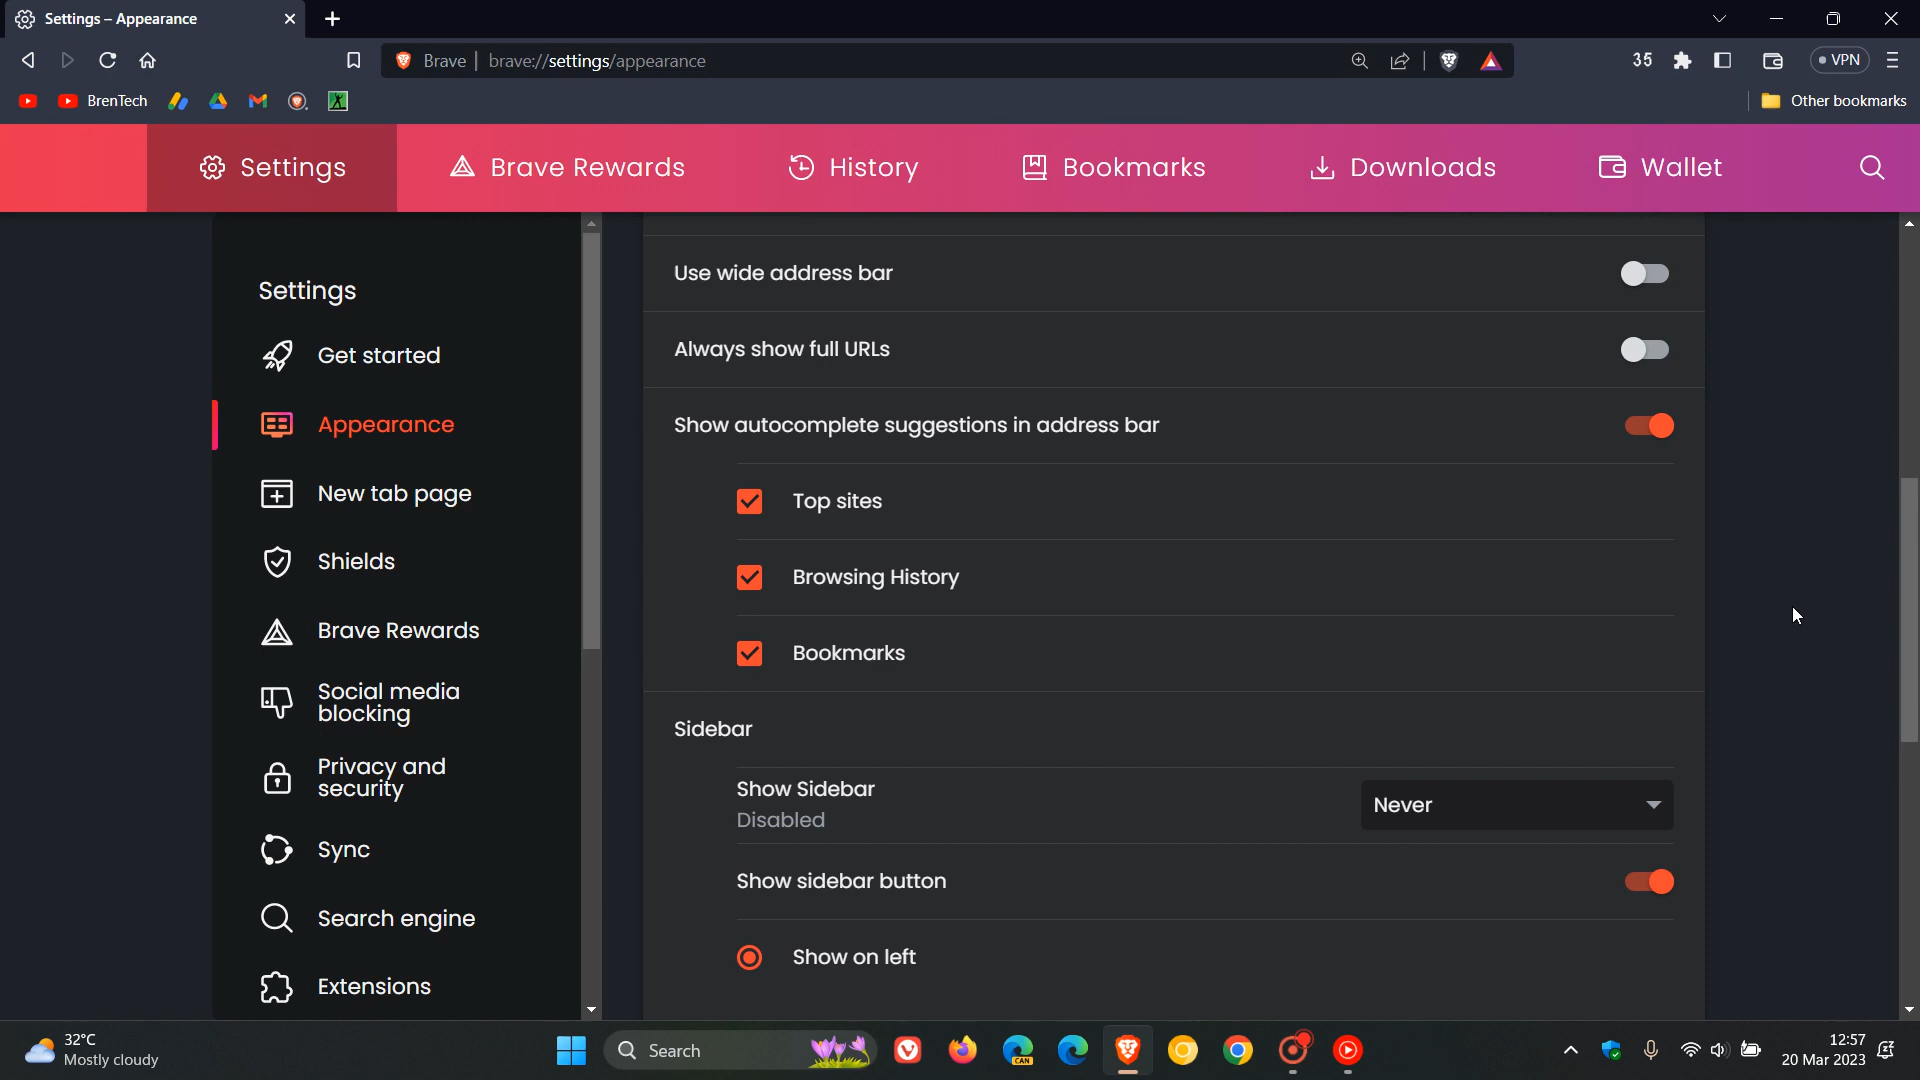 Settings – Appearance
Brave | brave://settings/appearance
35
VPN
BrenTech
Other bookmarks
Settings
Brave Rewards
History
Bookmarks
Downloads
Wallet
Settings
Get started
Appearance
New tab page
Shields
Brave Rewards
Social media
blocking
Privacy and
security
Sync
Search engine
Extensions
Use wide address bar
Always show full URLs
Show autocomplete suggestions in address bar
Top sites
Browsing History
Bookmarks
Sidebar
Show Sidebar
Disabled
Never
Show sidebar button
Show on left
32°C
Mostly cloudy
Search
CAN
12:57
20 Mar 2023